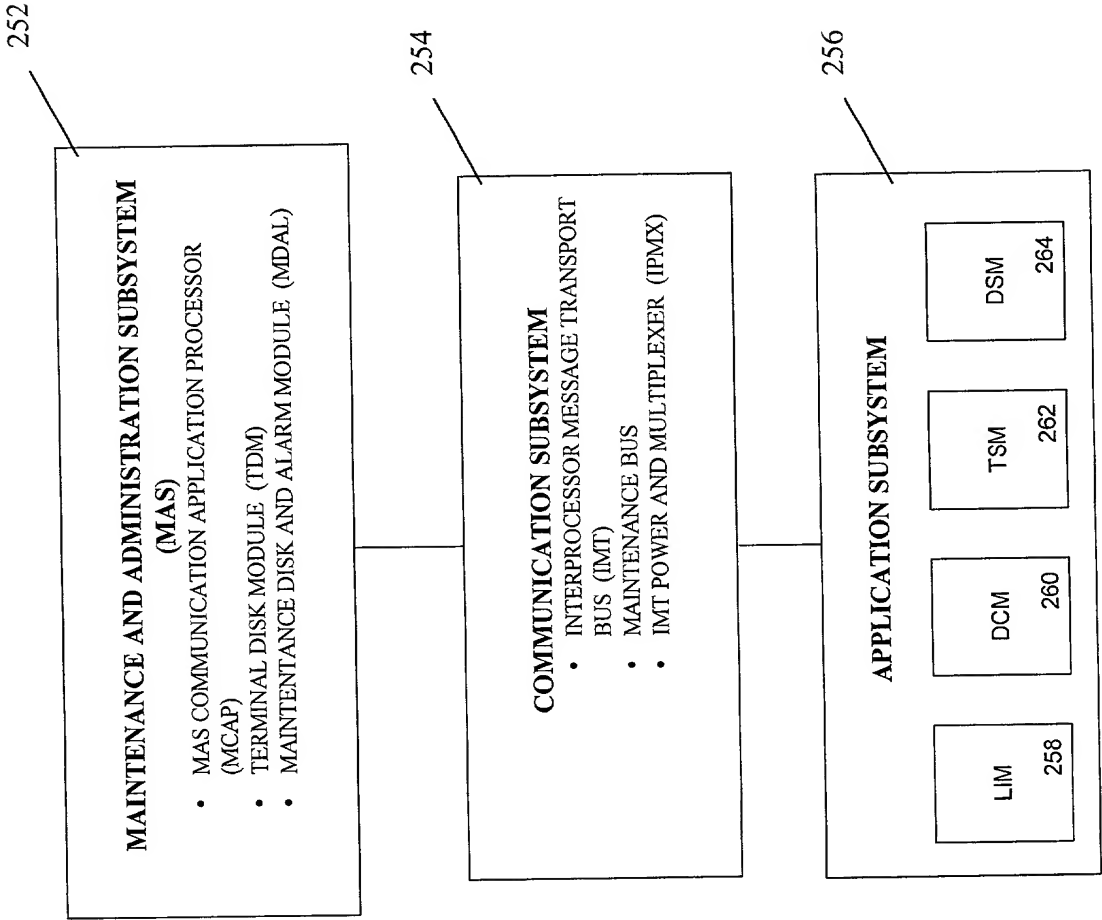 252
MAINTENANCE AND ADMINISTRATION SUBSYSTEM
(MAS)
• MAS COMMUNICATION APPLICATION PROCESSOR
(MCAP)
• TERMINAL DISK MODULE (TDM)
• MAINTENTANCE DISK AND ALARM MODULE (MDAL)
254
COMMUNICATION SUBSYSTEM
• INTERPROCESSOR MESSAGE TRANSPORT
BUS (IMT)
• MAINTENANCE BUS
• IMT POWER AND MULTIPLEXER (IPMX)
256
APPLICATION SUBSYSTEM
LIM
258
DCM
260
TSM
262
DSM
264